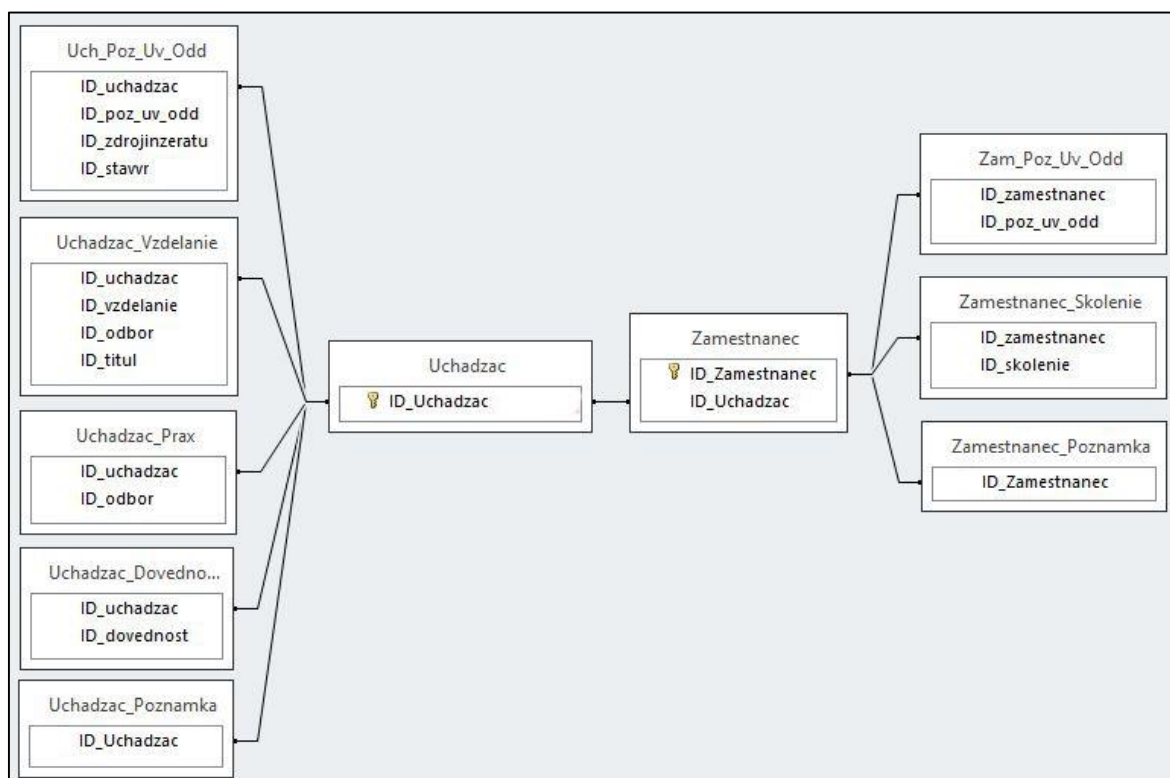 Uch_Poz_Uv_Odd
ID_uchadzac
ID_poz_uv_odd
ID_zdrojinzeratu
ID_stavvr
Uchadzac_Vzdelanie
ID_uchadzac
ID_vzdelanie
ID_odbor
ID_titul
Uchadzac_Prax
ID_uchadzac
ID_odbor
Uchadzac_Dovedno...
ID_uchadzac
ID_dovednost
Uchadzac_Poznamka
ID_Uchadzac
Uchadzac
ID_Uchadzac
Zamestnanec
ID_Zamestnanec
ID_Uchadzac
Zam_Poz_Uv_Odd
ID_zamestnanec
ID_poz_uv_odd
Zamestnanec_Skolenie
ID_zamestnanec
ID_skolenie
Zamestnanec_Poznamka
ID_Zamestnanec